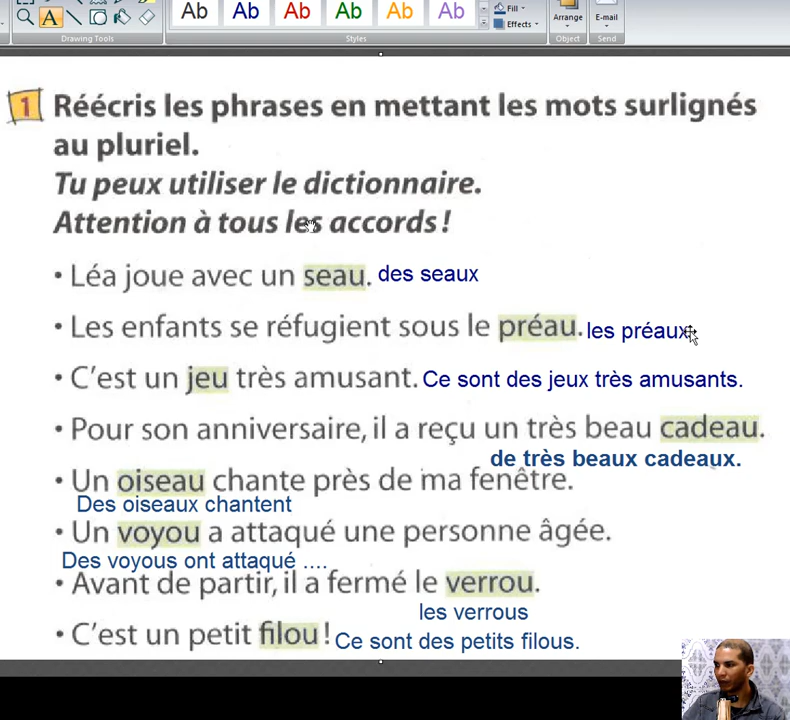 Ab Ab Ab Ab Ab Ab
Fill
Effects
Arrange
E-mail
Drawing Tools
Styles
Object
Send
1 Réécris les phrases en mettant les mots surlignés
au pluriel.
Tu peux utiliser le dictionnaire.
Attention à tous les accords !
• Léa joue avec un seau. des seaux
• Les enfants se réfugient sous le préau. les préaux
• C'est un jeu très amusant. Ce sont des jeux très amusants.
• Pour son anniversaire, il a reçu un très beau cadeau.
de très beaux cadeaux.
• Un oiseau chante près de ma fenêtre.
Des oiseaux chantent
• Un voyou a attaqué une personne âgée.
Des voyous ont attaqué ....
• Avant de partir, il a fermé le verrou.
les verrous
• C'est un petit filou ! Ce sont des petits filous.